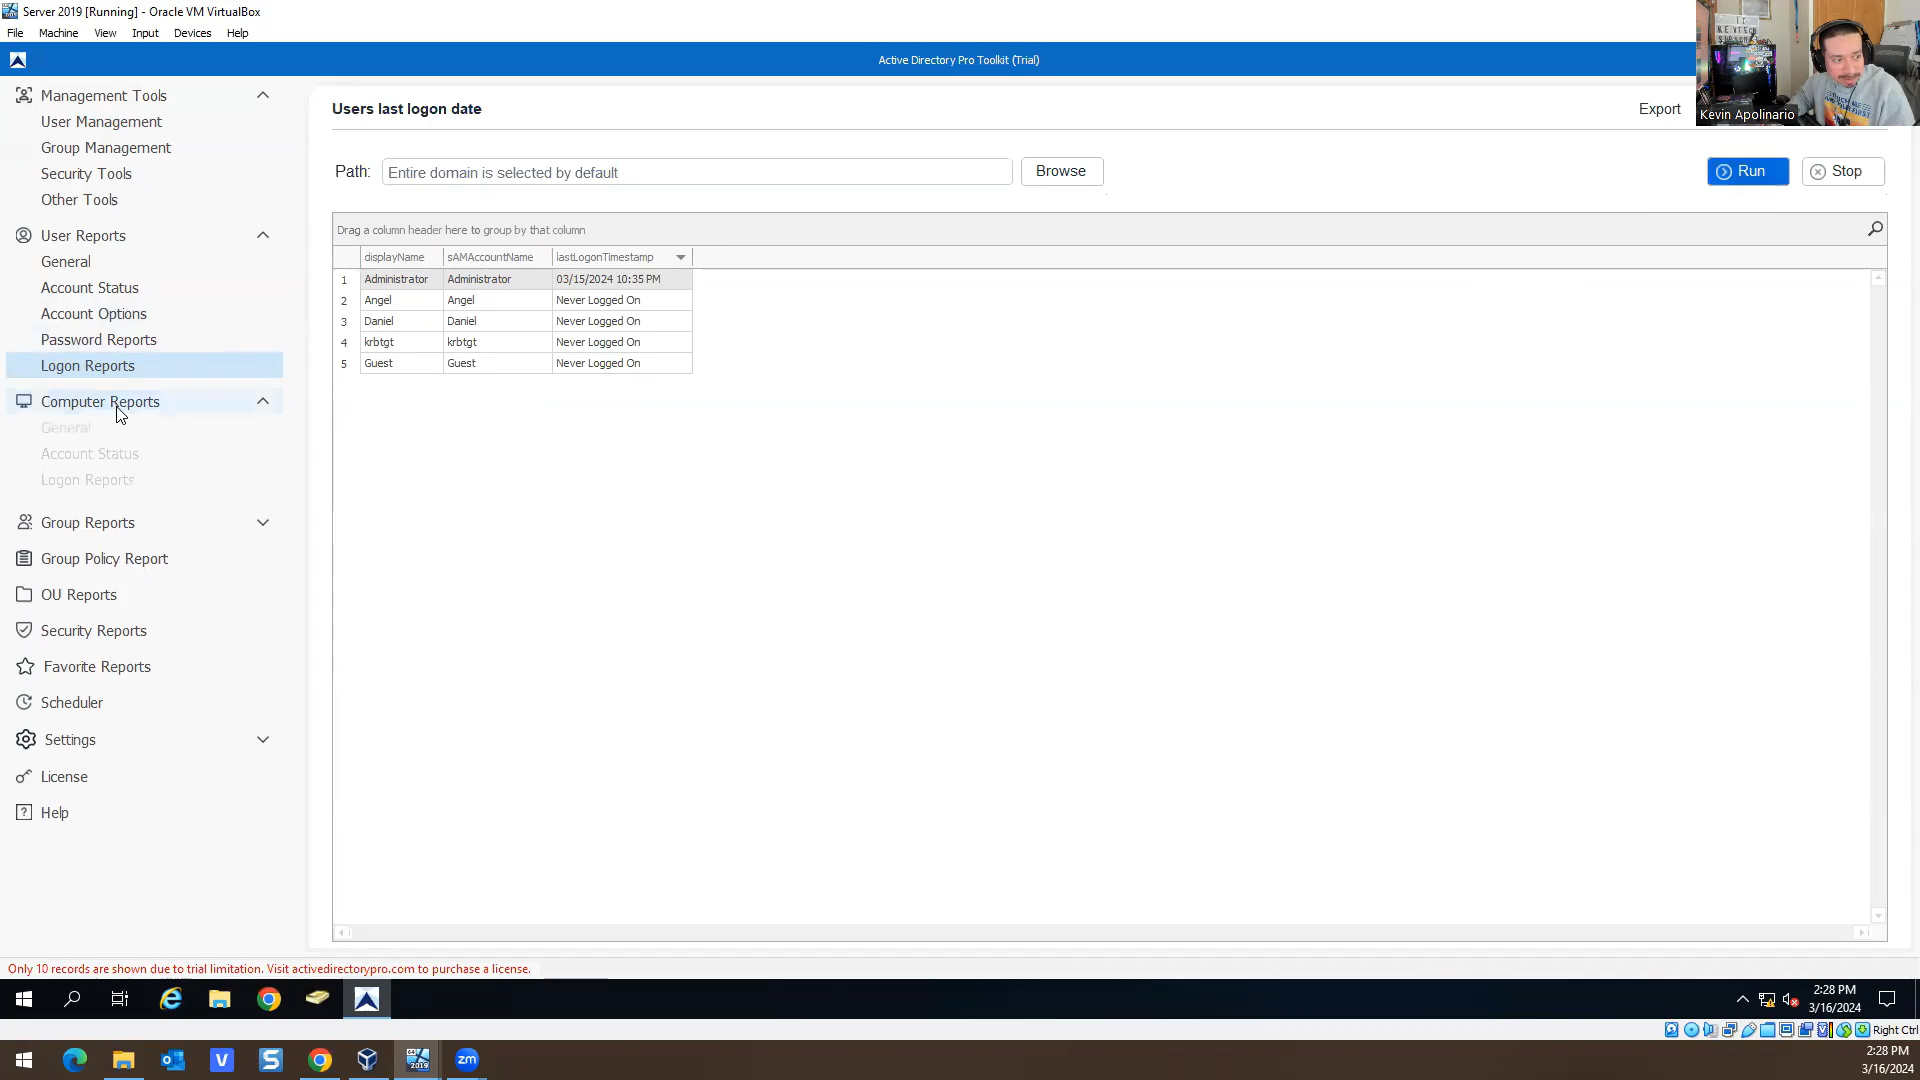 Server 2019 [Running] - Oracle VM VirtualBox
File Machine View Input Devices Help
Active Directory Pro Toolkit (Trial)
Kevin Apolinario
Management Tools
User Management
Group Management
Security Tools
Other Tools
User Reports
General
Account Status
Account Options
Password Reports
Logon Reports
Computer Reports
General
Account Status
Logon Reports
Group Reports
Group Policy Report
OU Reports
Security Reports
Favorite Reports
Scheduler
Settings
License
Help
Users last logon date
Export
Path: Entire domain is selected by default Browse Run Stop
Drag a column header here to group by that column
displayName sAMAccountName lastLogonTimestamp
1 Administrator Administrator 03/15/2024 10:35 PM
2 Angel Angel Never Logged On
3 Daniel Daniel Never Logged On
4 krbtgt krbtgt Never Logged On
5 Guest Guest Never Logged On
Only 10 records are shown due to trial limitation. Visit activedirectorypro.com to purchase a license.
2:28 PM
3/16/2024
Right Ctrl
2019
zm
2:28 PM
3/16/2024